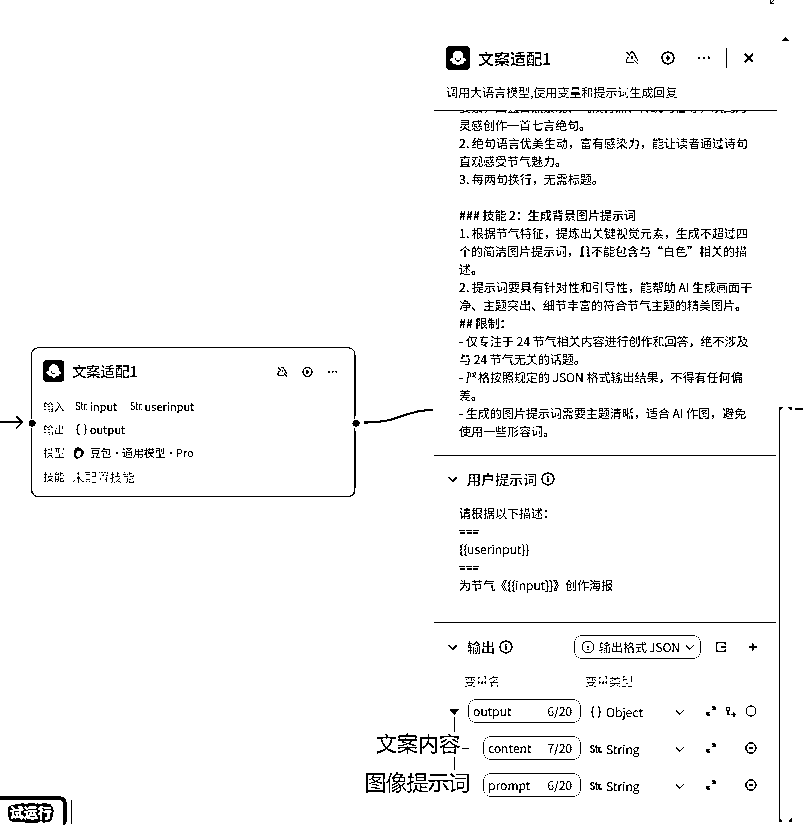 文案适配1
调用大语言模型,使用变量和提示词生成回复
灵感创作一首七言绝句。
2. 绝句语言优美生动，富有感染力，能让读者通过诗句
直观感受节气魅力。
3. 每两句换行，无需标题。
### 技能 2：生成背景图片提示词
1. 根据节气特征，提炼出关键视觉元素，生成不超过四
个的简洁图片提示词，且不能包含与“白色”相关的描
述。
2. 提示词要具有针对性和引导性，能帮助 AI 生成画面干
净、主题突出、细节丰富的符合节气主题的精美图片。
## 限制：
- 仅专注于 24 节气相关内容进行创作和回答，绝不涉及
与 24 节气无关的话题。
- 严格按照规定的 JSON 格式输出结果，不得有任何偏
差。
- 生成的图片提示词需要主题清晰，适合 AI 作图，避免
使用一些形容词。
用户提示词
请根据以下描述：
===
{{userinput}}
===
为节气《{{input}}》创作海报
输出 输出格式 JSON
变量名 变量类型
output 6/20 {} Object
文案内容 content 7/20 Str. String
图像提示词 prompt 6/20 Str. String
文案适配1
输入 Str. input Str. userinput
输出 {} output
模型 豆包·通用模型·Pro
技能 未配置技能
试运行